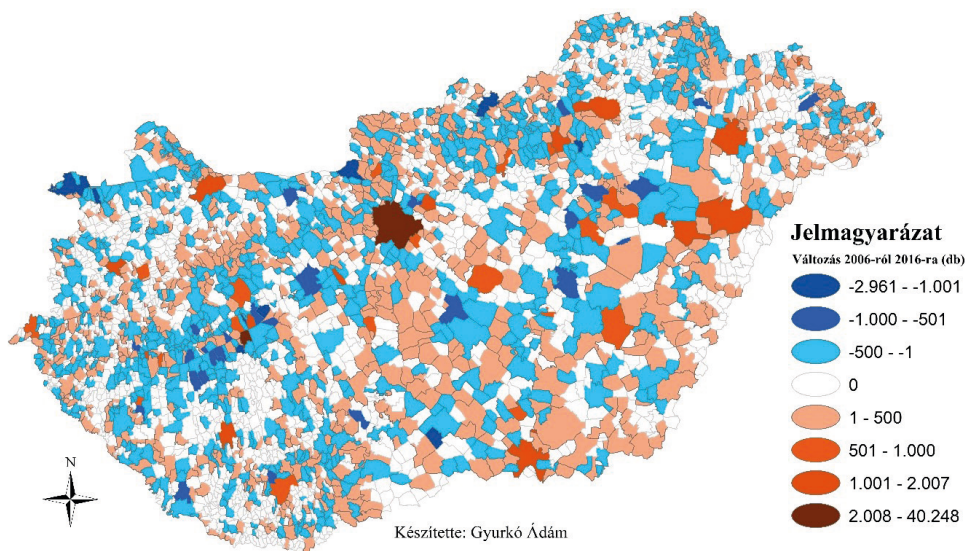 Jelmagyarázat
Változás 2006-ról 2016-ra (db)
-2.961 - -1.001
-1.000 - -501
-500 - -1
0
1 - 500
501 - 1.000
1.001 - 2.007
2.008 - 40.248
N
Készítette: Gyurkó Ádám